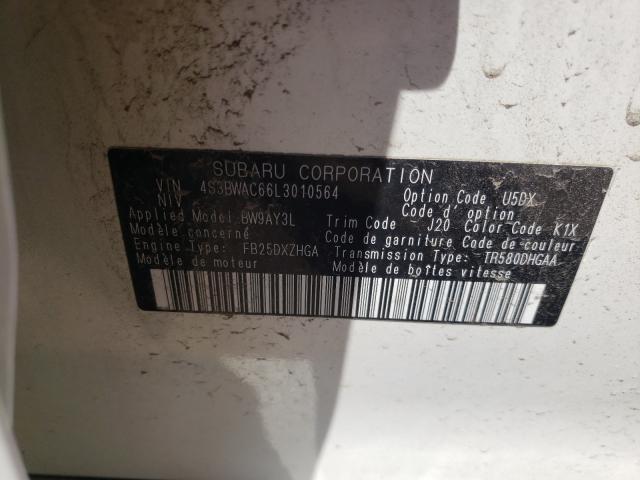 SUBARU CORPORATION
VIN 4S3BWAC66L3010564 Option Code U5DX
NIV Code d'option
Applied Model BW9AY3L Trim Code J20 Color Code K1X
Modèle concerné Code de garniture Code de couleur
Engine Type: FB25DXZHGA Transmission Type: TR580DHGAA
Modèle de moteur Modèle de boîtes vitesse